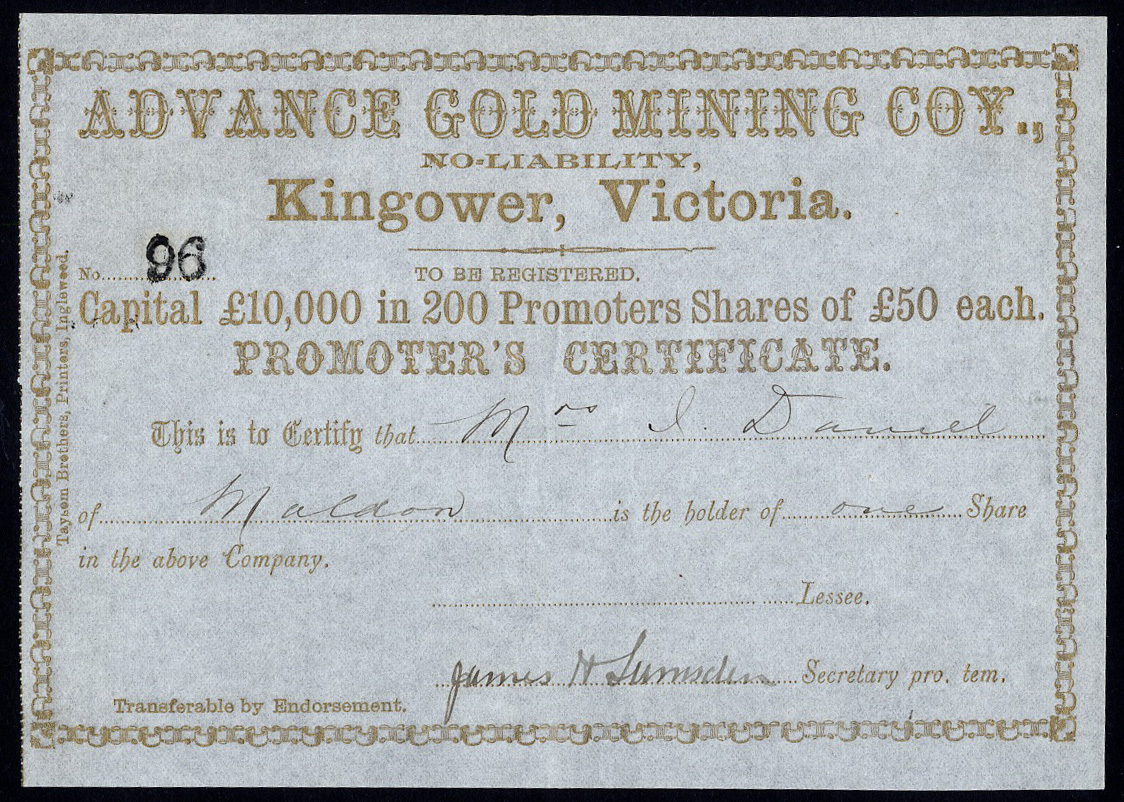 ADVANCE GOLD MINING COY.,
NO-LIABILITY,
Kingower, Victoria.
No. 96
TO BE REGISTERED.
Capital £10,000 in 200 Promoters Shares of £50 each.
PROMOTER'S CERTIFICATE.
This is to Certify that Mrs I. Daniel
of Maldon is the holder of one Share
in the above Company.
Lessee.
James H Lumsden Secretary pro. tem.
Transferable by Endorsement.
Taylem Brothers, Printers, Inglewood.